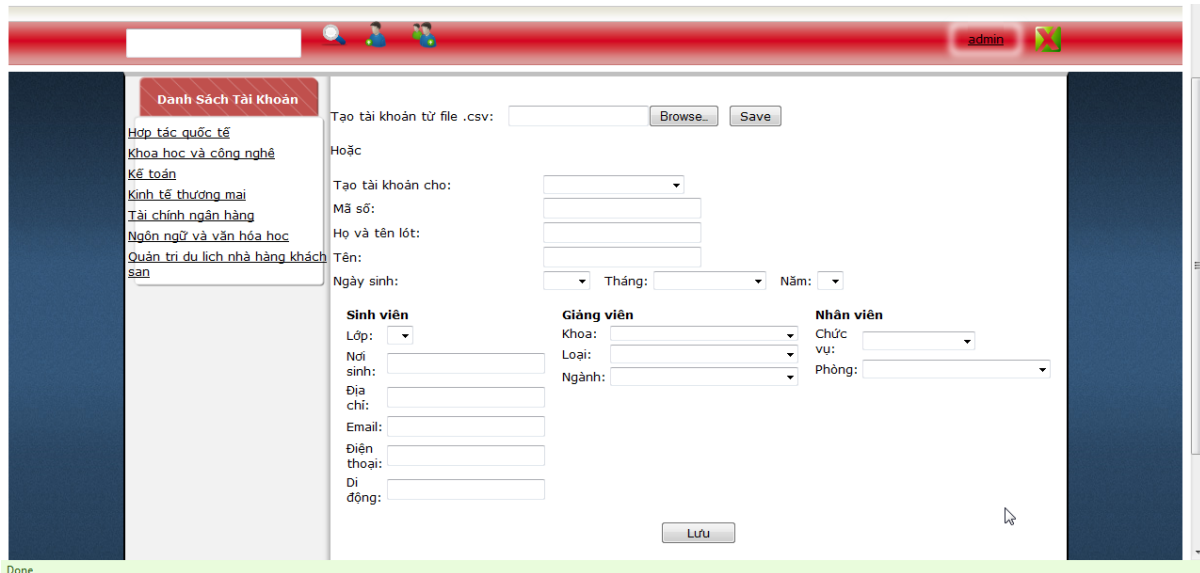 admin
Danh Sách Tài Khoản
Hợp tác quốc tế
Khoa học và công nghệ
Kế toán
Kinh tế thương mại
Tài chính ngân hàng
Ngôn ngữ và văn hóa học
Quản trị du lịch nhà hàng khách
sạn
Tạo tài khoản từ file .csv: Browse... Save
Hoặc
Tạo tài khoản cho:
Mã số:
Họ và tên lót:
Tên:
Ngày sinh: Tháng: Năm:
Sinh viên
Lớp:
Nơi
sinh:
Địa
chỉ:
Email:
Điện
thoại:
Di
động:
Giảng viên
Khoa:
Loại:
Ngành:
Nhân viên
Chức
vụ:
Phòng:
Lưu
Done